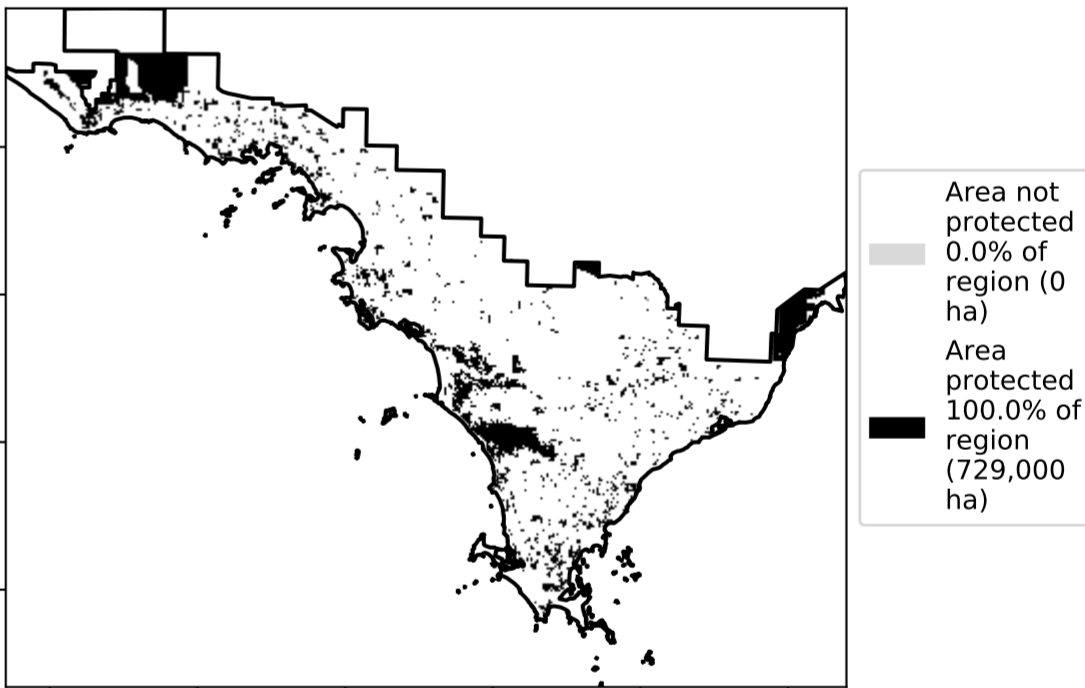 Area not
protected
0.0% of
region (0
ha)
Area
protected
100.0% of
region
(729,000
ha)